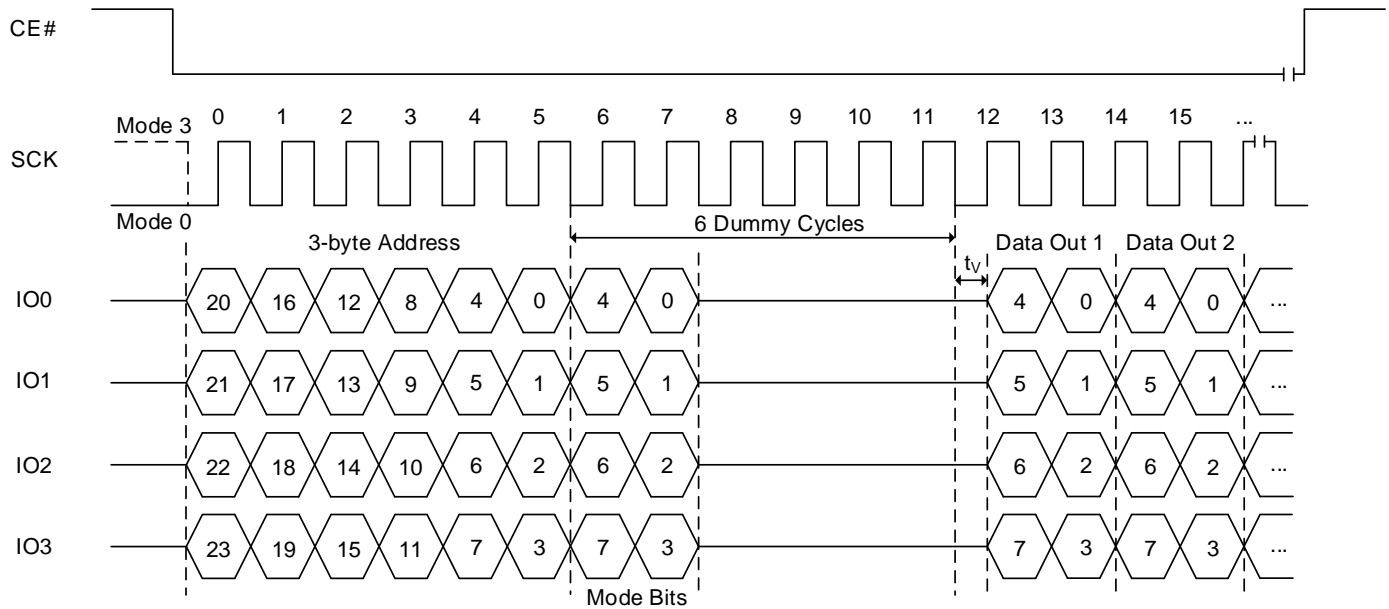 CE#
Mode 3 0 1 2 3 4 5 6 7 8 9 10 11 12 13 14 15 ...
SCK
Mode 0
6 Dummy Cycles
3-byte Address Data Out 1 Data Out 2
tV
IO0 20 16 12 8 4 0 4 0 4 0 4 0 ...
IO1 21 17 13 9 5 1 5 1 5 1 5 1 ...
IO2 22 18 14 10 6 2 6 2 6 2 6 2 ...
IO3 23 19 15 11 7 3 7 3 7 3 7 3 ...
Mode Bits